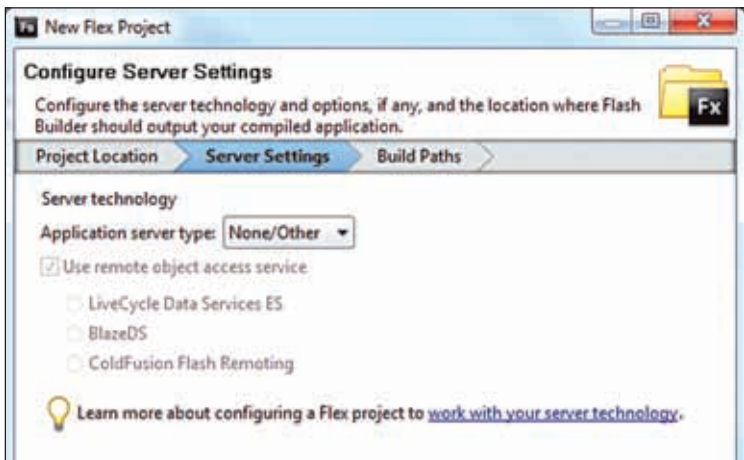 Fx New Flex Project
Configure Server Settings
Configure the server technology and options, if any, and the location where Flash
Builder should output your compiled application.
Fx
Project Location Server Settings Build Paths
Server technology
Application server type: None/Other
Use remote object access service
LiveCycle Data Services ES
BlazeDS
ColdFusion Flash Remoting
Learn more about configuring a Flex project to work with your server technology.